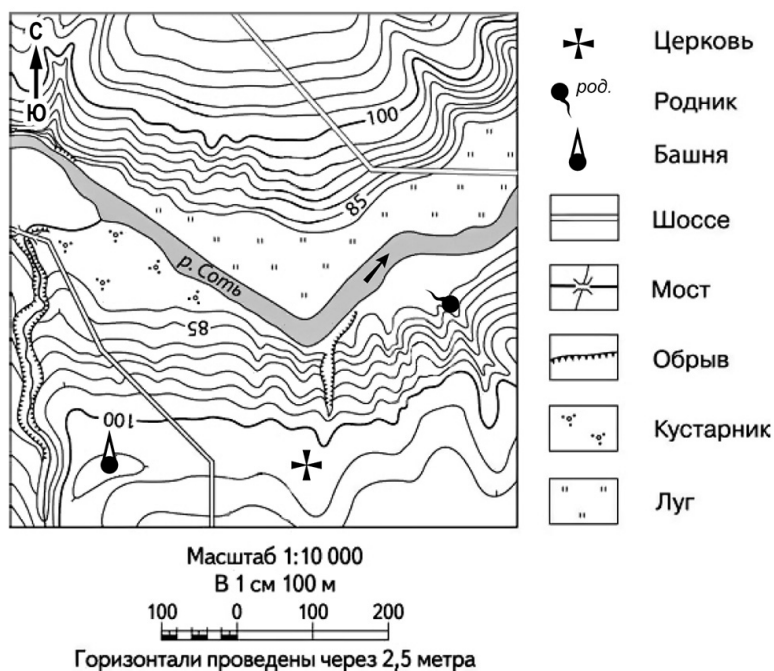 С
Ю
100
85
р. Соть
85
100
Церковь
род.
Родник
Башня
Шоссе
Мост
Обрыв
Кустарник
Луг
Масштаб 1:10 000
В 1 см 100 м
100 0 100 200
Горизонтали проведены через 2,5 метра